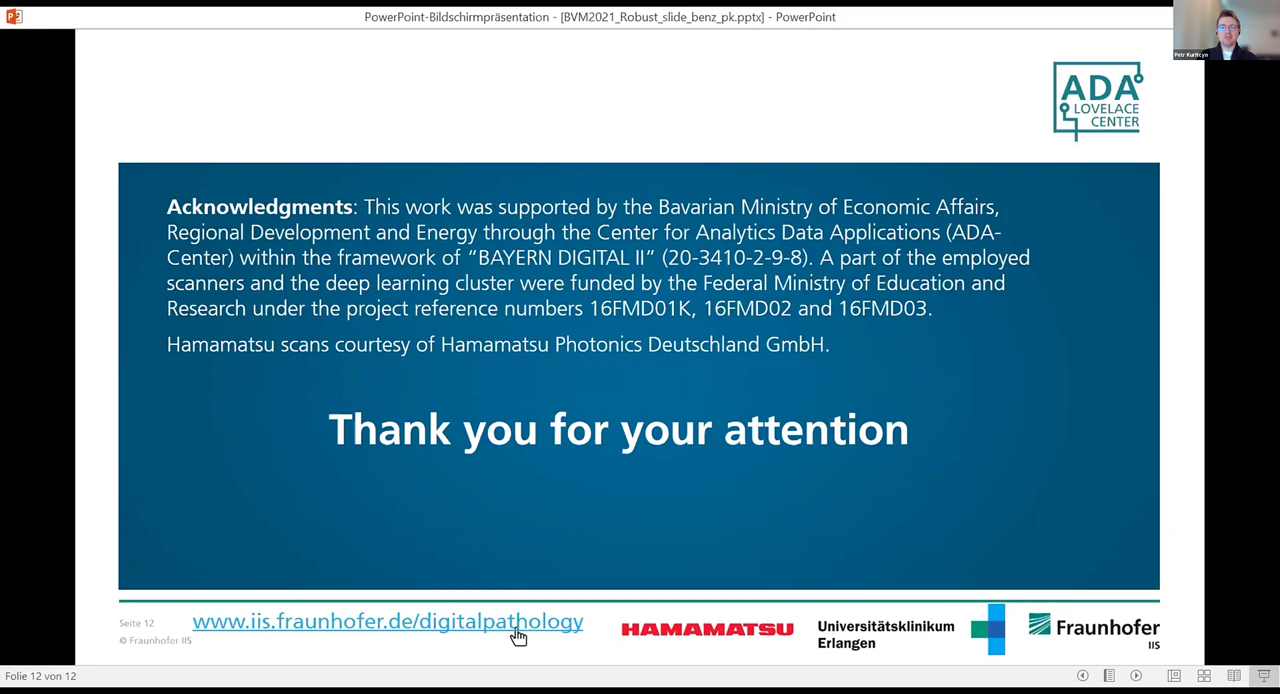 PowerPoint-Bildschirmpräsentation - [BVM2021_Robust_slide_benz_pk.pptx] - PowerPoint
Petr Kuritcyn
ADA
LOVELACE
CENTER
Acknowledgments: This work was supported by the Bavarian Ministry of Economic Affairs,
Regional Development and Energy through the Center for Analytics Data Applications (ADA-
Center) within the framework of “BAYERN DIGITAL II” (20-3410-2-9-8). A part of the employed
scanners and the deep learning cluster were funded by the Federal Ministry of Education and
Research under the project reference numbers 16FMD01K, 16FMD02 and 16FMD03.
Hamamatsu scans courtesy of Hamamatsu Photonics Deutschland GmbH.
Thank you for your attention
Seite 12
© Fraunhofer IIS
www.iis.fraunhofer.de/digitalpathology
HAMAMATSU
Universitätsklinikum
Erlangen
Fraunhofer
IIS
Folie 12 von 12